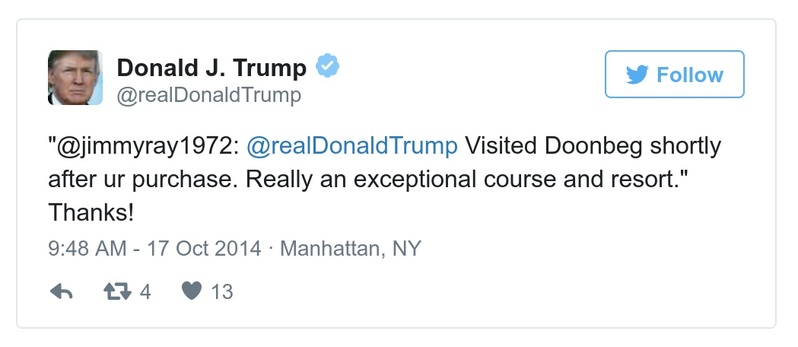 Donald J. Trump
@realDonaldTrump
Follow
"@jimmyray1972: @realDonaldTrump Visited Doonbeg shortly
after ur purchase. Really an exceptional course and resort."
Thanks!
9:48 AM - 17 Oct 2014 · Manhattan, NY
4 13